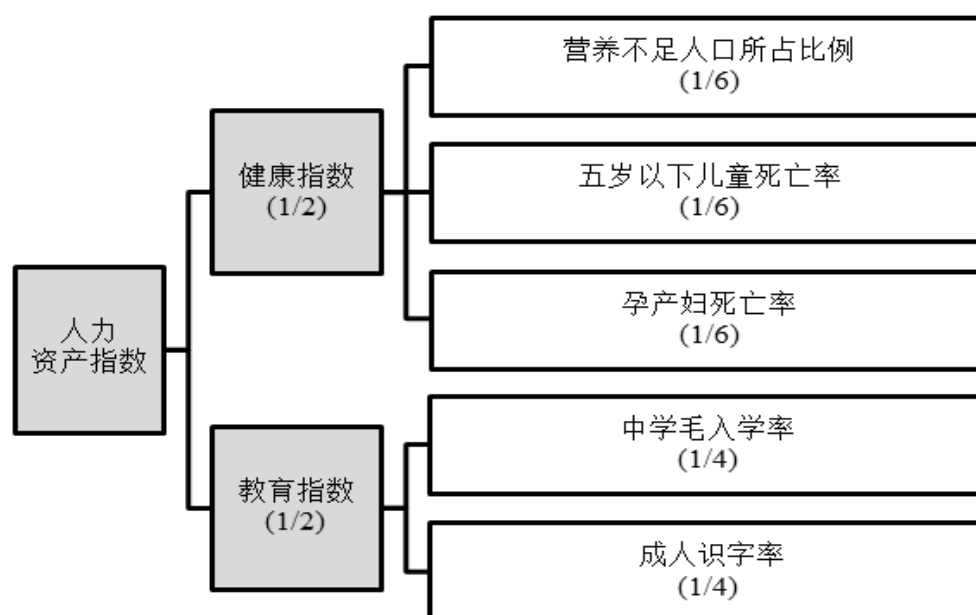 人力
资产指数
健康指数
(1/2)
营养不足人口所占比例
(1/6)
五岁以下儿童死亡率
(1/6)
孕产妇死亡率
(1/6)
教育指数
(1/2)
中学毛入学率
(1/4)
成人识字率
(1/4)